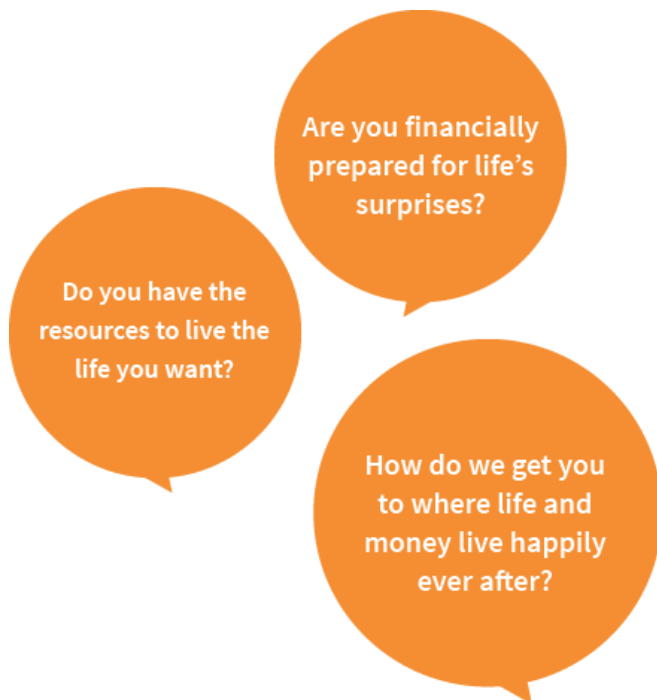 Are you financially
prepared for life’s
surprises?
Do you have the
resources to live the
life you want?
How do we get you
to where life and
money live happily
ever after?